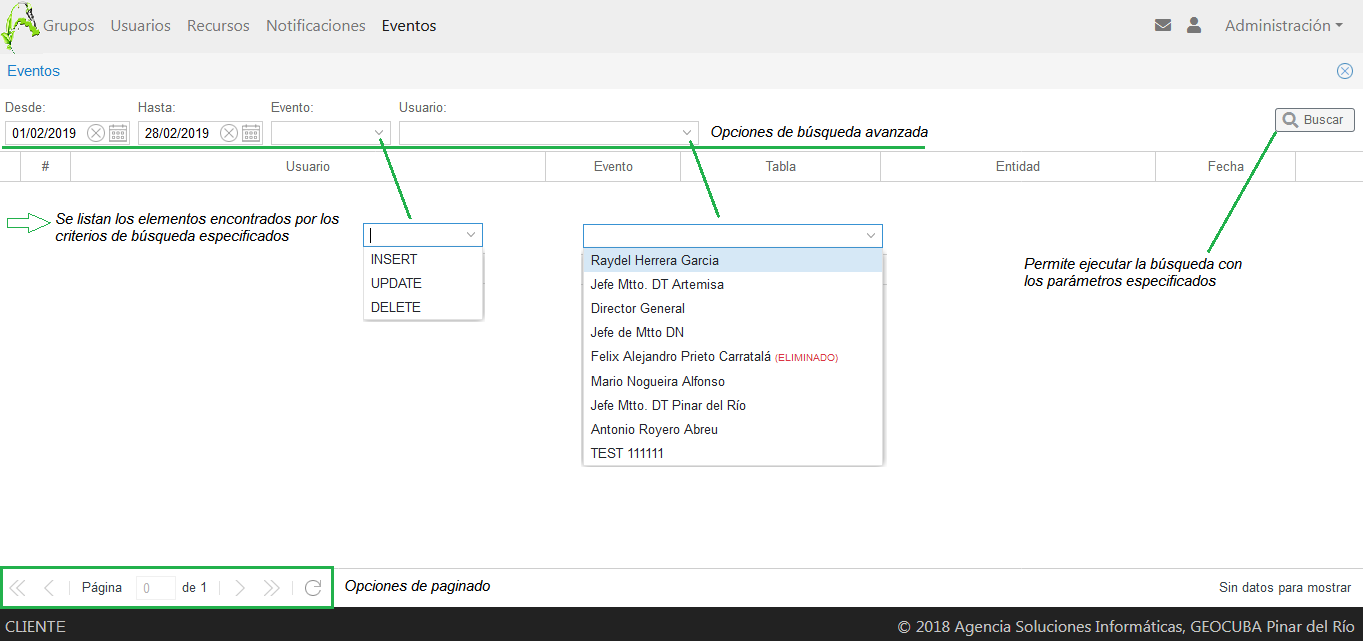 Grupos Usuarios Recursos Notificaciones Eventos Administración
Eventos
Desde: Hasta: Evento: Usuario:
01/02/2019 28/02/2019 Opciones de búsqueda avanzada Buscar
# Usuario Evento Tabla Entidad Fecha
Se listan los elementos encontrados por los
criterios de búsqueda especificados
INSERT
UPDATE
DELETE
Raydel Herrera Garcia
Jefe Mtto. DT Artemisa
Director General
Jefe de Mtto DN
Felix Alejandro Prieto Carratalá (ELIMINADO)
Mario Nogueira Alfonso
Jefe Mtto. DT Pinar del Río
Antonio Royero Abreu
TEST 111111
Permite ejecutar la búsqueda con
los parámetros especificados
Página 0 de 1 Opciones de paginado Sin datos para mostrar
CLIENTE © 2018 Agencia Soluciones Informáticas, GEOCUBA Pinar del Río